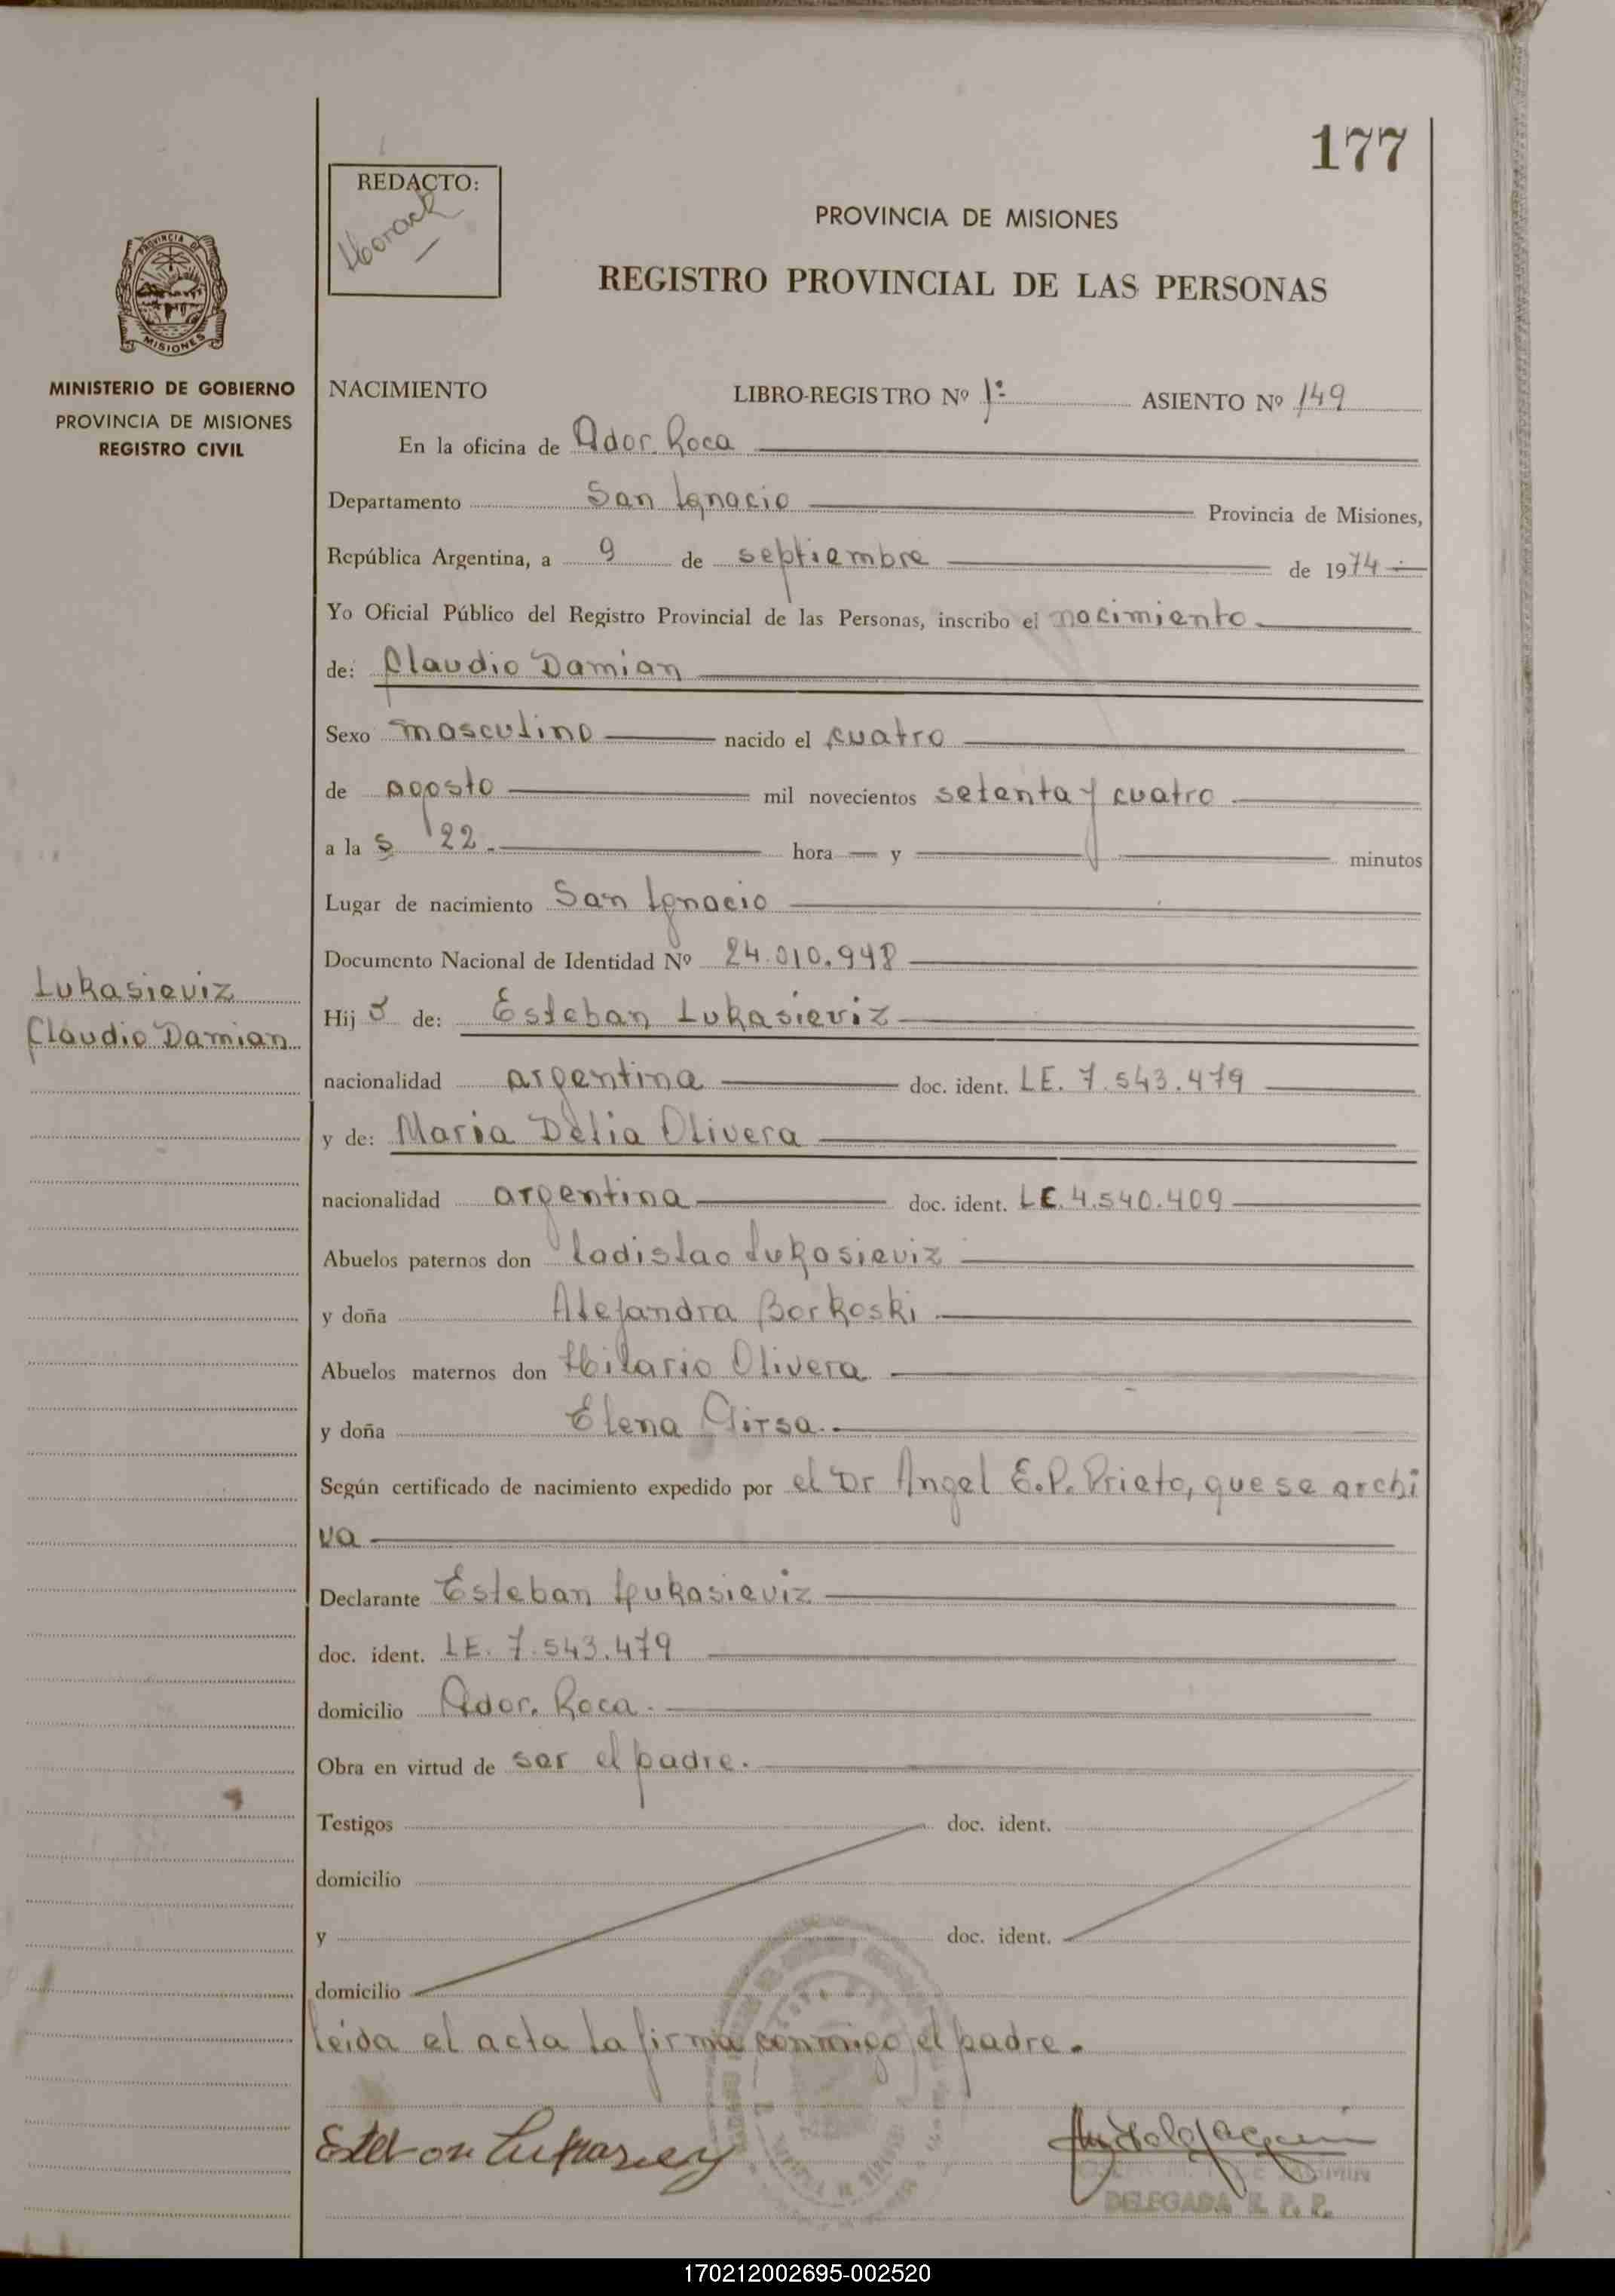 177
REDACTO:
Horack
PROVINCIA DE MISIONES
REGISTRO PROVINCIAL DE LAS PERSONAS
PROVINCIA DE
MISIONES
MINISTERIO DE GOBIERNO
PROVINCIA DE MISIONES
REGISTRO CIVIL
NACIMIENTO LIBRO-REGISTRO Nº 1º ASIENTO Nº 149
En la oficina de Ador. Roca
Departamento San Ignacio Provincia de Misiones,
República Argentina, a 9 de septiembre de 1974
Yo Oficial Público del Registro Provincial de las Personas, inscribo el nacimiento
de: Claudio Damian
Sexo masculino nacido el cuatro
de agosto mil novecientos setenta y cuatro
a la s 22. hora y minutos
Lugar de nacimiento San Ignacio
Documento Nacional de Identidad Nº 24.010.948
Lukasieviz
Claudio Damian
Hij o de: Esteban Lukasieviz
nacionalidad argentina doc. ident. LE. 7.543.479
y de: Maria Delia Olivera
nacionalidad argentina doc. ident. LE. 4.540.409
Abuelos paternos don Ladislao Lukasieviz
y doña Alejandra Borkoski
Abuelos maternos don Hilario Olivera
y doña Elena Girsa.
Según certificado de nacimiento expedido por el Dr Angel E.P. Prieto, que se archi
va
Declarante Esteban Lukasieviz
doc. ident. LE. 7.543.479
domicilio Ador. Roca.
Obra en virtud de ser el padre.
Testigos doc. ident.
domicilio
y doc. ident.
domicilio
leida el acta la firma conmigo el padre.
DELEGADA R. P. P.
170212002695-002520